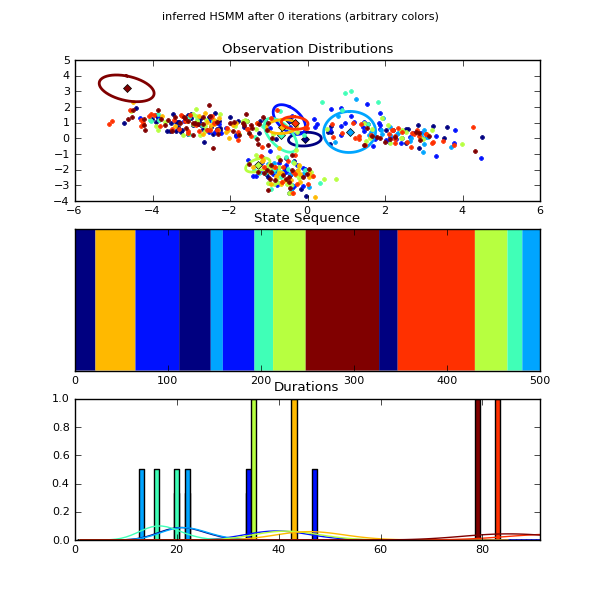 inferred HSMM after 0 iterations (arbitrary colors)
Observation Distributions
5
4
3
2
1
0
−1
−2
−3
−4
−6 −4 −2 0 2 4 6
State Sequence
0 100 200 300 400 500
Durations
1.0
0.8
0.6
0.4
0.2
0.0
0 20 40 60 80